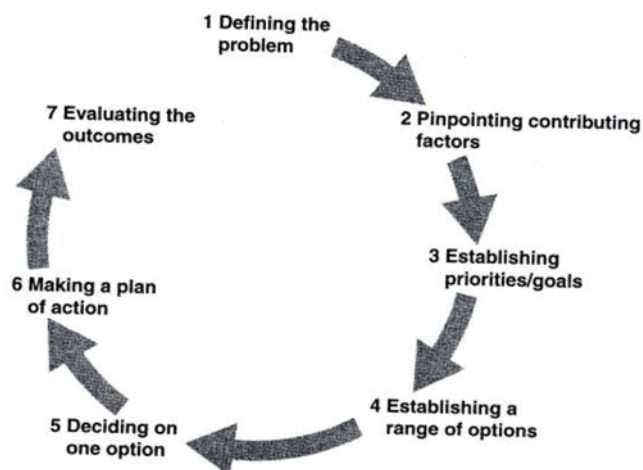 1 Defining the
problem
2 Pinpointing contributing
factors
3 Establishing
priorities/goals
4 Establishing a
range of options
5 Deciding on
one option
6 Making a plan
of action
7 Evaluating the
outcomes